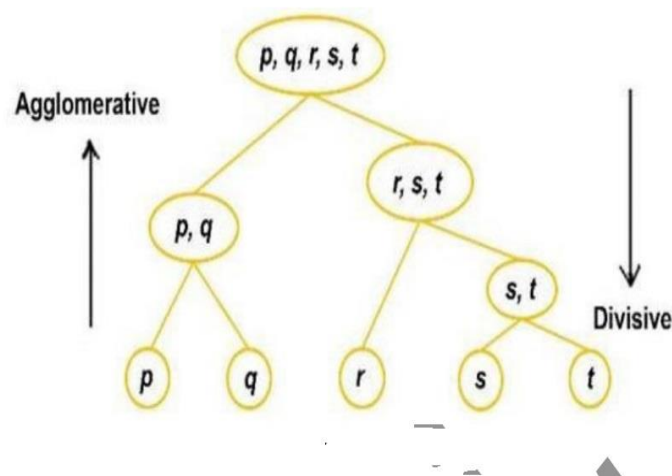 p, q, r, s, t
Agglomerative
r, s, t
p, q
s, t
Divisive
p
q
r
s
t